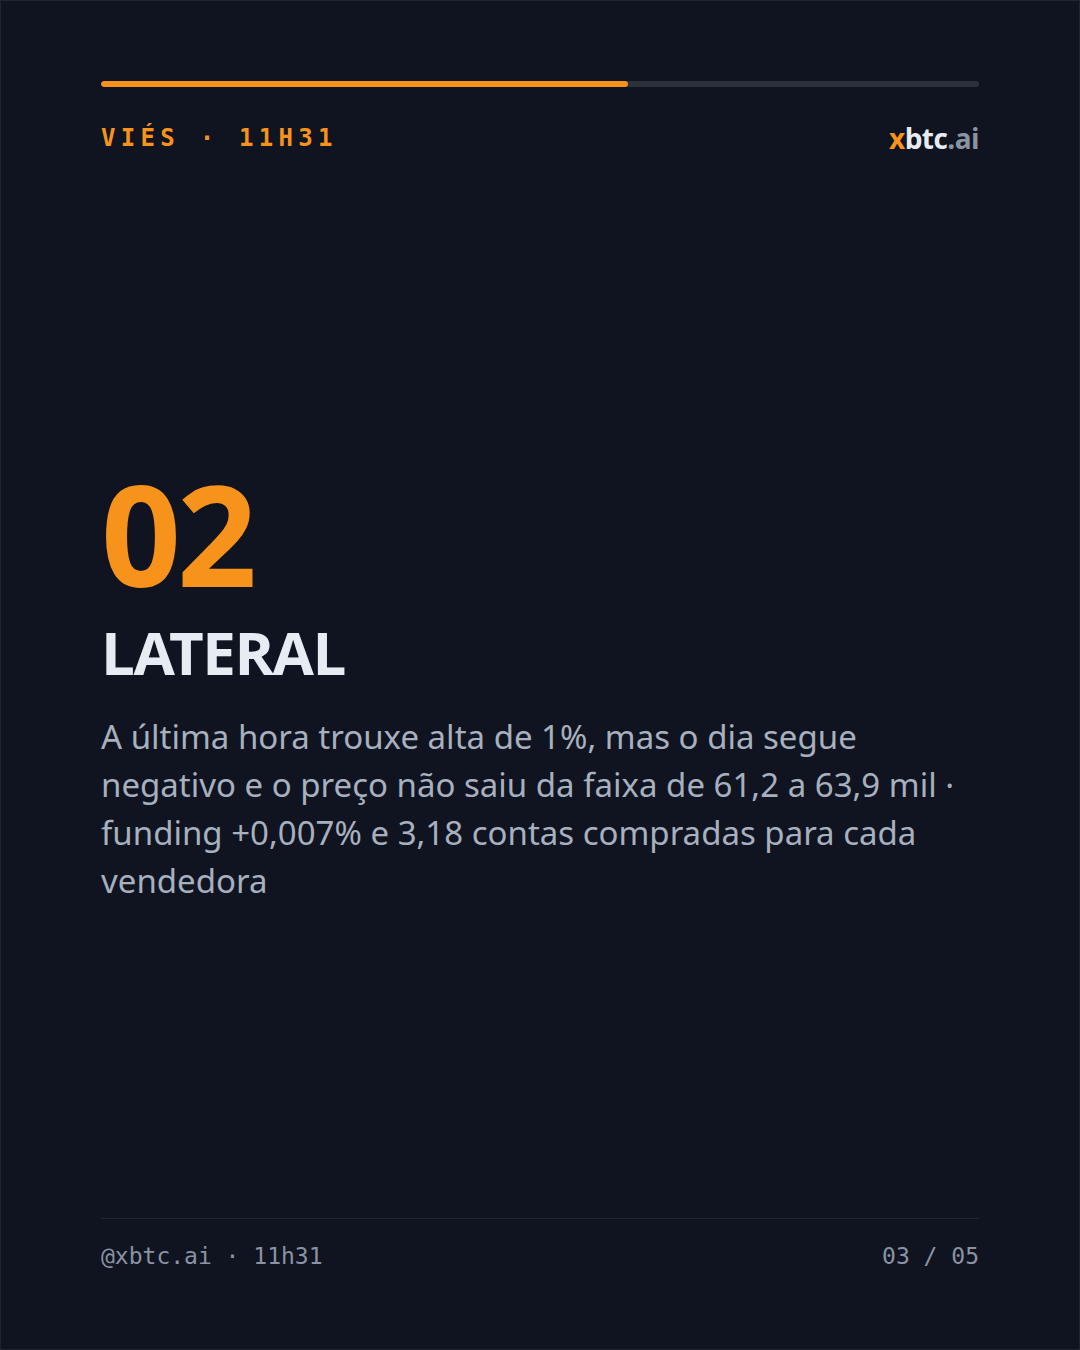 VIÉS · 11H31
xbtc.ai
02
LATERAL
A última hora trouxe alta de 1%, mas o dia segue
negativo e o preço não saiu da faixa de 61,2 a 63,9 mil ·
funding +0,007% e 3,18 contas compradas para cada
vendedora
@xbtc.ai · 11h31
03 / 05